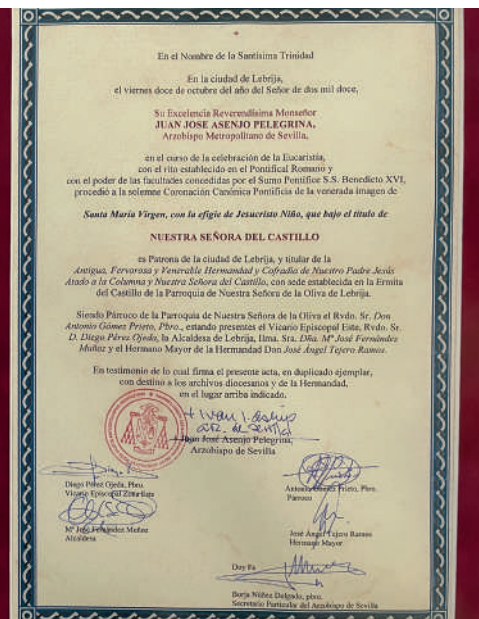 En el Nombre de la Santísima Trinidad
En la ciudad de Lebrija,
el viernes doce de octubre del año del Señor de dos mil doce,
Su Excelencia Reverendísima Monseñor
JUAN JOSE ASENJO PELEGRINA,
Arzobispo Metropolitano de Sevilla,
en el curso de la celebración de la Eucaristía,
con el rito establecido en el Pontifical Romano y
con el poder de las facultades concedidas por el Sumo Pontífice S.S. Benedicto XVI,
procedió a la solemne Coronación Canónica Pontificia de la venerada imagen de
Santa María Virgen, con la efigie de Jesucristo Niño, que bajo el título de
NUESTRA SEÑORA DEL CASTILLO
es Patrona de la ciudad de Lebrija, y titular de la
Antigua, Fervorosa y Venerable Hermandad y Cofradía de Nuestro Padre Jesús
Atado a la Columna y Nuestra Señora del Castillo, con sede establecida en la Ermita
del Castillo de la Parroquia de Nuestra Señora de la Oliva de Lebrija.
Siendo Párroco de la Parroquia de Nuestra Señora de la Oliva el Rvdo. Sr. Don
Antonio Gómez Prieto, Pbro., estando presentes el Vicario Episcopal Este, Rvdo. Sr.
D. Diego Pérez Ojeda, la Alcaldesa de Lebrija, Ilma. Sra. Dña. Mª José Fernández
Muñoz y el Hermano Mayor de la Hermandad Don José Ángel Tejero Ramos.
En testimonio de lo cual firma el presente acta, en duplicado ejemplar,
con destino a los archivos diocesanos y de la Hermandad,
en el lugar arriba indicado.
+ Juan J. Asenjo
Arz. de Sevilla
Juan José Asenjo Pelegrina,
Arzobispo de Sevilla
Diego Pérez Ojeda, Pbro.
Vicario Episcopal Zona Este
Antonio Gómez Prieto, Pbro.
Párroco
Mª José Fernández Muñoz
Alcaldesa
José Ángel Tejero Ramos
Hermano Mayor
Doy Fe
Borja Núñez Delgado, pbro.
Secretario Particular del Arzobispo de Sevilla